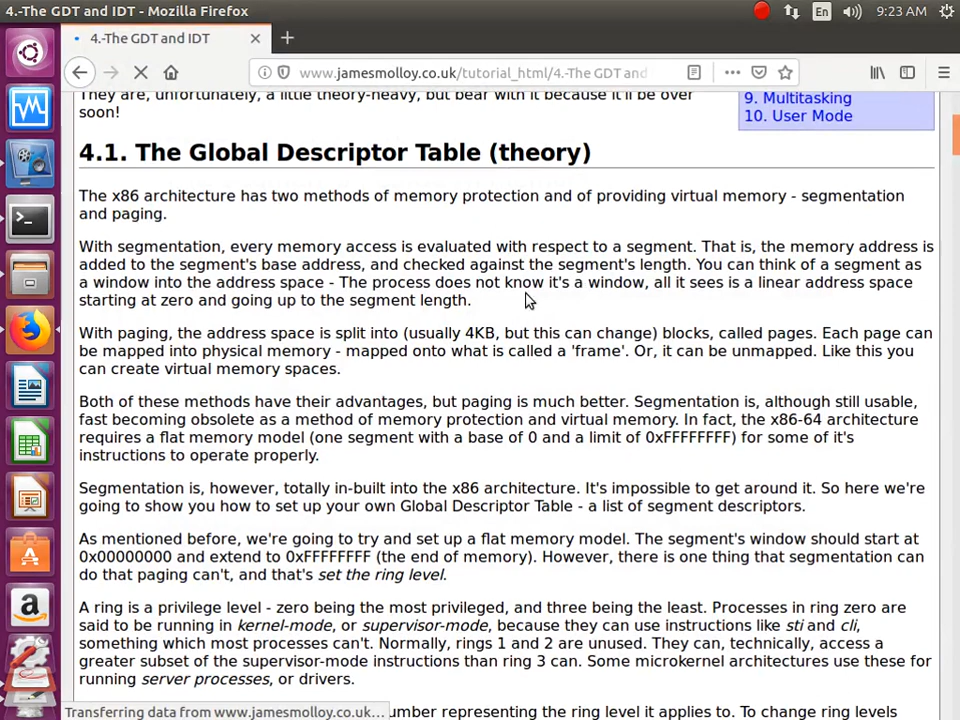 4.-The GDT and IDT - Mozilla Firefox
En
9:23 AM
4.-The GDT and IDT
www.jamesmolloy.co.uk/tutorial_html/4.-The GDT and
They are, unfortunately, a little theory-heavy, but bear with it because it'll be over
soon!
9. Multitasking
10. User Mode
4.1. The Global Descriptor Table (theory)
The x86 architecture has two methods of memory protection and of providing virtual memory - segmentation
and paging.
With segmentation, every memory access is evaluated with respect to a segment. That is, the memory address is
added to the segment's base address, and checked against the segment's length. You can think of a segment as
a window into the address space - The process does not know it's a window, all it sees is a linear address space
starting at zero and going up to the segment length.
With paging, the address space is split into (usually 4KB, but this can change) blocks, called pages. Each page can
be mapped into physical memory - mapped onto what is called a 'frame'. Or, it can be unmapped. Like this you
can create virtual memory spaces.
Both of these methods have their advantages, but paging is much better. Segmentation is, although still usable,
fast becoming obsolete as a method of memory protection and virtual memory. In fact, the x86-64 architecture
requires a flat memory model (one segment with a base of 0 and a limit of 0xFFFFFFFF) for some of it's
instructions to operate properly.
Segmentation is, however, totally in-built into the x86 architecture. It's impossible to get around it. So here we're
going to show you how to set up your own Global Descriptor Table - a list of segment descriptors.
As mentioned before, we're going to try and set up a flat memory model. The segment's window should start at
0x00000000 and extend to 0xFFFFFFFF (the end of memory). However, there is one thing that segmentation can
do that paging can't, and that's set the ring level.
A ring is a privilege level - zero being the most privileged, and three being the least. Processes in ring zero are
said to be running in kernel-mode, or supervisor-mode, because they can use instructions like sti and cli,
something which most processes can't. Normally, rings 1 and 2 are unused. They can, technically, access a
greater subset of the supervisor-mode instructions than ring 3 can. Some microkernel architectures use these for
running server processes, or drivers.
Transferring data from www.jamesmolloy.co.uk…
number representing the ring level it applies to. To change ring levels